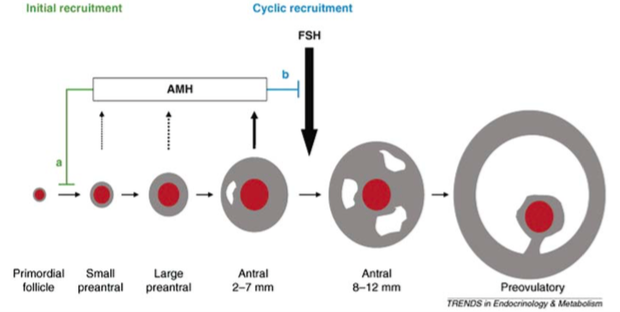 Initial recruitment
Cyclic recruitment
FSH
b
AMH
a
Primordial follicle
Small preantral
Large preantral
Antral 2–7 mm
Antral 8–12 mm
Preovulatory
TRENDS in Endocrinology & Metabolism